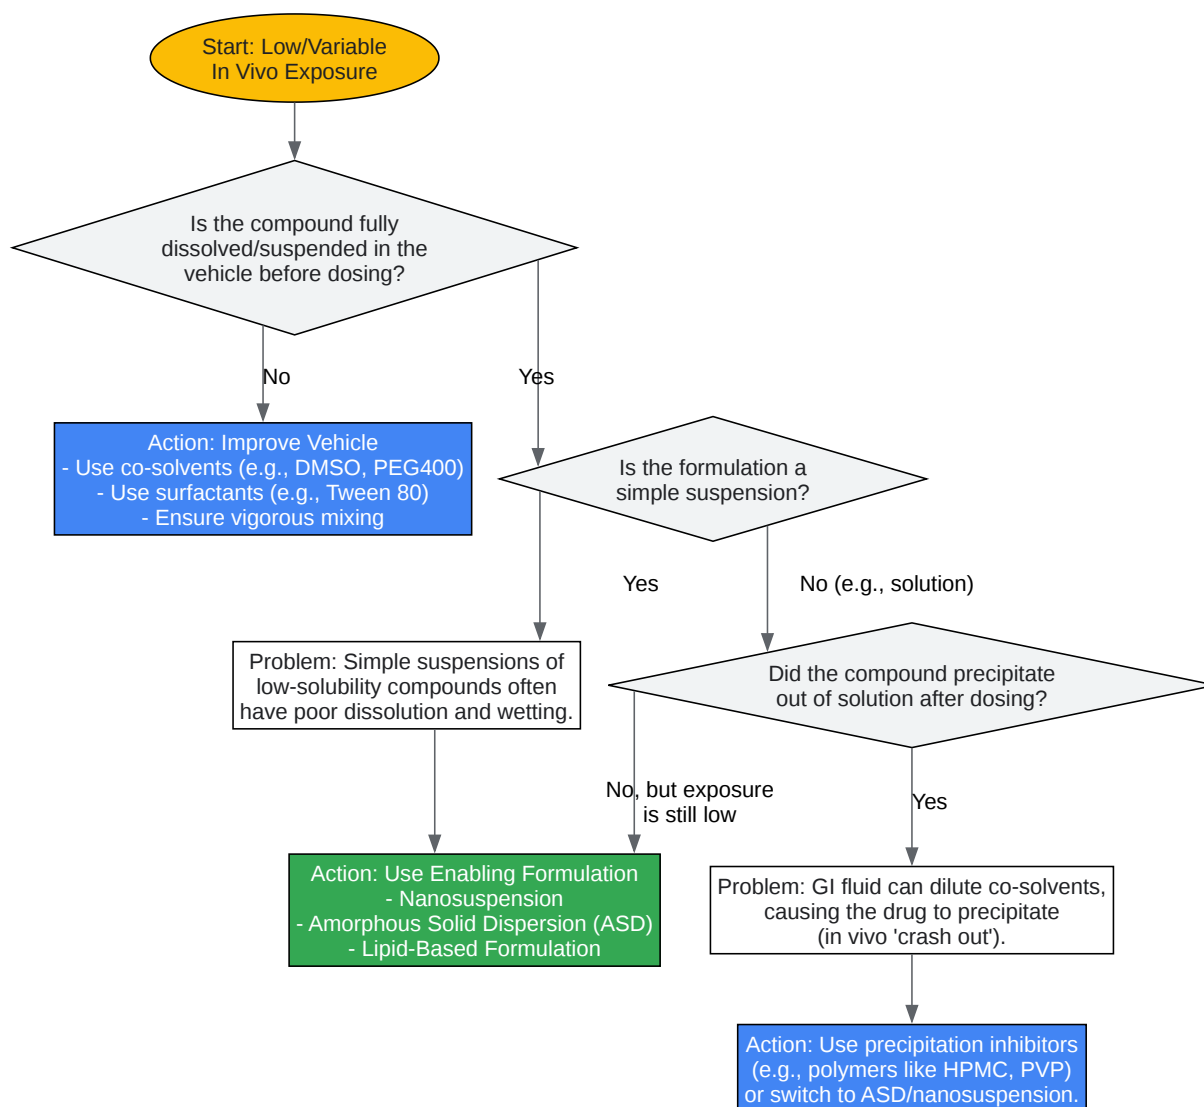 Start: Low/Variable
In Vivo Exposure
Is the compound fully
dissolved/suspended in the
vehicle before dosing?
No
Yes
Action: Improve Vehicle
- Use co-solvents (e.g., DMSO, PEG400)
- Use surfactants (e.g., Tween 80)
- Ensure vigorous mixing
Is the formulation a
simple suspension?
Yes
No (e.g., solution)
Problem: Simple suspensions of
low-solubility compounds often
have poor dissolution and wetting.
Did the compound precipitate
out of solution after dosing?
No, but exposure
is still low
Yes
Action: Use Enabling Formulation
- Nanosuspension
- Amorphous Solid Dispersion (ASD)
- Lipid-Based Formulation
Problem: GI fluid can dilute co-solvents,
causing the drug to precipitate
(in vivo 'crash out').
Action: Use precipitation inhibitors
(e.g., polymers like HPMC, PVP)
or switch to ASD/nanosuspension.